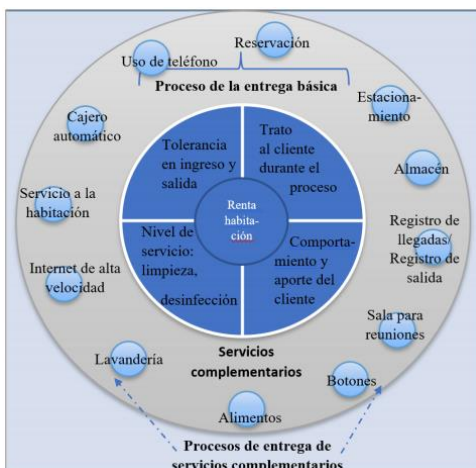 Reservación
Uso de teléfono
Proceso de la entrega básica
Estaciona-
miento
Cajero
automático
Tolerancia
en ingreso y
salida
Trato
al cliente
durante el
proceso
Almacén
Servicio a la
habitación
Renta
habita-
ción
Registro de
llegadas/
Registro de
salida
Nivel de
servicio:
limpieza,
desinfección
Comporta-
miento y
aporte del
cliente
Internet de alta
velocidad
Sala para
reuniones
Lavandería
Servicios
complementarios
Botones
Alimentos
Procesos de entrega de
servicios complementarios